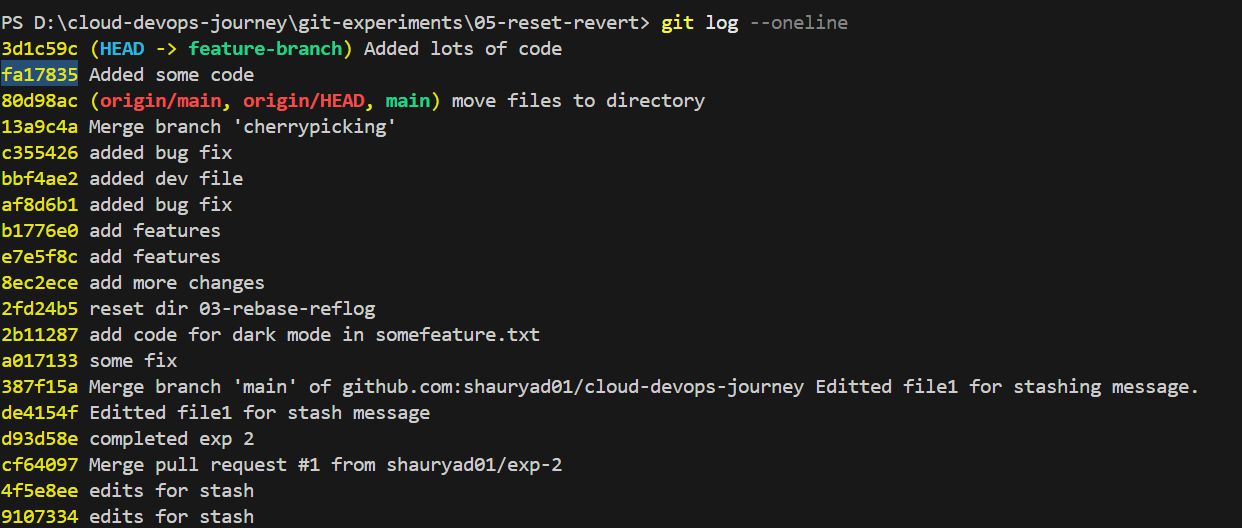 PS D:\cloud-devops-journey\git-experiments\05-reset-revert> git log --oneline
3d1c59c (HEAD -> feature-branch) Added lots of code
fa17835 Added some code
80d98ac (origin/main, origin/HEAD, main) move files to directory
13a9c4a Merge branch 'cherrypicking'
c355426 added bug fix
bbf4ae2 added dev file
af8d6b1 added bug fix
b1776e0 add features
e7e5f8c add features
8ec2ece add more changes
2fd24b5 reset dir 03-rebase-reflog
2b11287 add code for dark mode in somefeature.txt
a017133 some fix
387f15a Merge branch 'main' of github.com:shauryad01/cloud-devops-journey Editted file1 for stashing message.
de4154f Editted file1 for stash message
d93d58e completed exp 2
cf64097 Merge pull request #1 from shauryad01/exp-2
4f5e8ee edits for stash
9107334 edits for stash